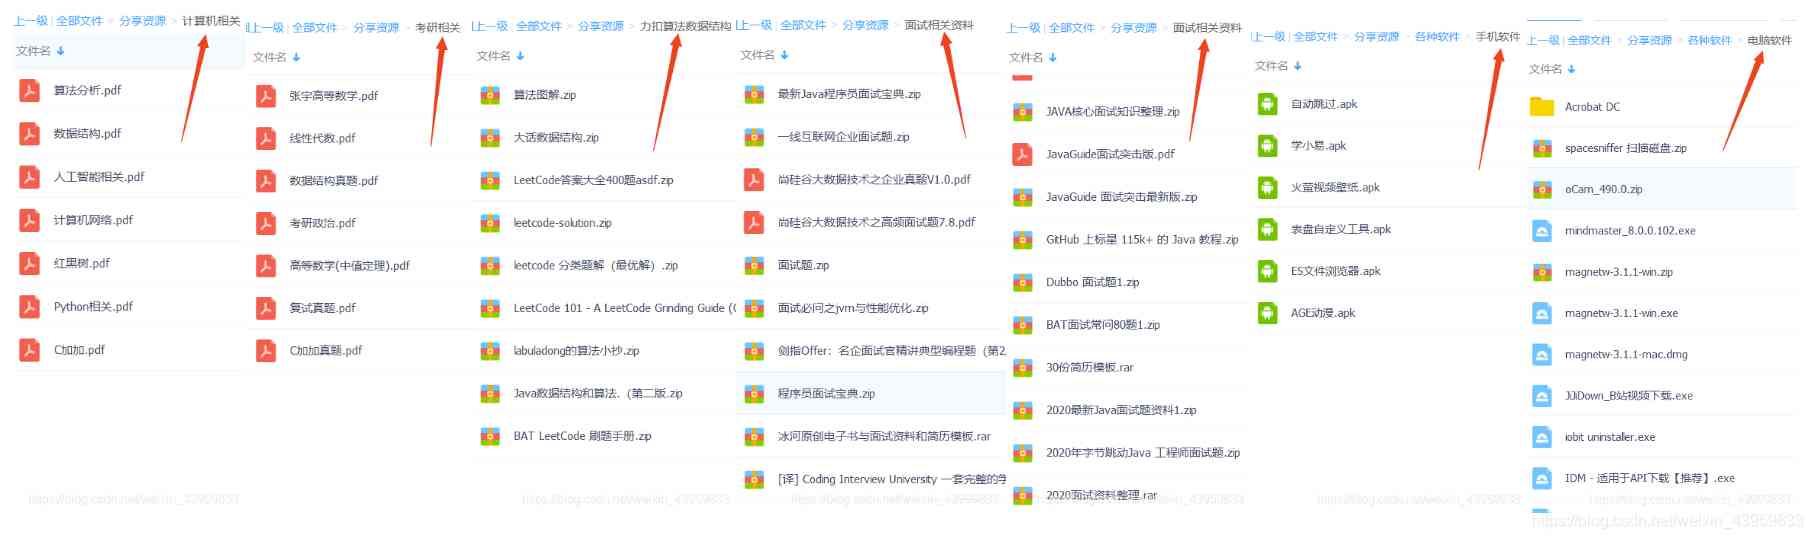 上一级 | 全部文件 > 分享资源 > 计算机相关
文件名
算法分析.pdf
数据结构.pdf
人工智能相关.pdf
计算机网络.pdf
红黑树.pdf
Python相关.pdf
C加加.pdf
https://blog.csdn.net/weixin_43959833
上一级 | 全部文件 > 分享资源 > 考研相关
文件名
张宇高等数学.pdf
线性代数.pdf
数据结构真题.pdf
考研政治.pdf
高等数学(中值定理).pdf
复试真题.pdf
C加加真题.pdf
上一级 | 全部文件 > 分享资源 > 力扣算法数据结构
文件名
算法图解.zip
大话数据结构.zip
LeetCode答案大全400题asdf.zip
leetcode-solution.zip
leetcode 分类题解（最优解）.zip
LeetCode 101 - A LeetCode Grinding Guide (C
labuladong的算法小抄.zip
Java数据结构和算法.（第二版.zip
BAT LeetCode 刷题手册.zip
https://blog.csdn.net/weixin_43959833
上一级 | 全部文件 > 分享资源 > 面试相关资料
文件名
最新Java程序员面试宝典.zip
一线互联网企业面试题.zip
尚硅谷大数据技术之企业真题V1.0.pdf
尚硅谷大数据技术之高频面试题7.8.pdf
面试题.zip
面试必问之jvm与性能优化.zip
剑指Offer：名企面试官精讲典型编程题（第2
程序员面试宝典.zip
冰河原创电子书与面试资料和简历模板.rar
[译] Coding Interview University 一套完整的学
https://blog.csdn.net/weixin_43959833
上一级 | 全部文件 > 分享资源 > 面试相关资料
文件名
JAVA核心面试知识整理.zip
JavaGuide面试突击版.pdf
JavaGuide 面试突击最新版.zip
GitHub 上标星 115k+ 的 Java 教程.zip
Dubbo 面试题1.zip
BAT面试常问80题1.zip
30份简历模板.rar
2020最新Java面试题资料1.zip
2020年字节跳动Java 工程师面试题.zip
2020面试资料整理.rar
上一级 | 全部文件 > 分享资源 > 各种软件 > 手机软件
文件名
自动跳过.apk
学小易.apk
火萤视频壁纸.apk
表盘自定义工具.apk
ES文件浏览器.apk
AGE动漫.apk
上一级 | 全部文件 > 分享资源 > 各种软件 > 电脑软件
文件名
Acrobat DC
spacesniffer 扫描磁盘.zip
oCam_490.0.zip
mindmaster_8.0.0.102.exe
magnetw-3.1.1-win.zip
magnetw-3.1.1-win.exe
magnetw-3.1.1-mac.dmg
JJDown_B站视频下载.exe
iobit uninstaller.exe
IDM - 适用于API下载【推荐】.exe
https://blog.csdn.net/weixin_43959833